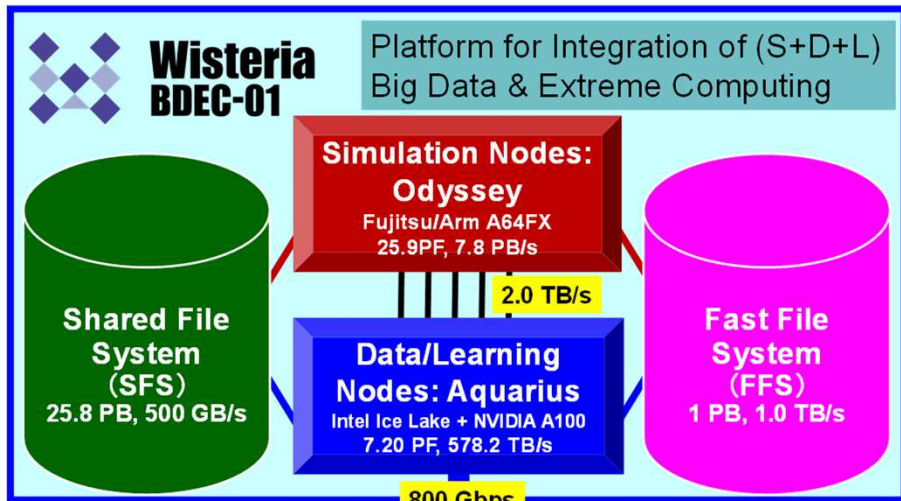 Wisteria
BDEC-01
Platform for Integration of (S+D+L)
Big Data & Extreme Computing
Simulation Nodes:
Odyssey
Fujitsu/Arm A64FX
25.9PF, 7.8 PB/s
2.0 TB/s
Shared File
System
(SFS)
25.8 PB, 500 GB/s
Data/Learning
Nodes: Aquarius
Intel Ice Lake + NVIDIA A100
7.20 PF, 578.2 TB/s
Fast File
System
(FFS)
1 PB, 1.0 TB/s
800 Gbps